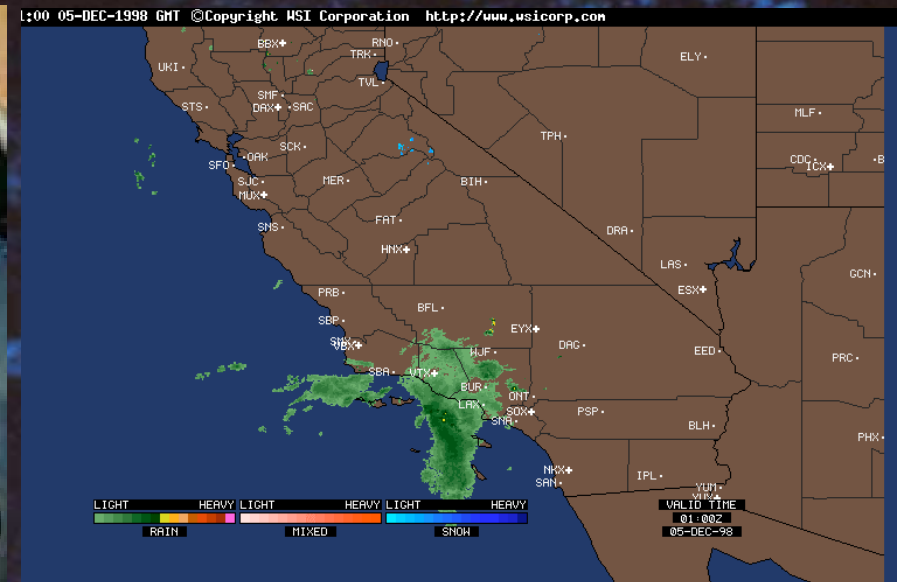 1:00 05-DEC-1998 GMT ©Copyright WSI Corporation http://www.wsicorp.com
BBX RNO
TRK
UKI ELY
TVL
SMF
STS DAX SAC MLF
TPH
SCK
OAK CDC
SFO ICX B
SJC MER BIH
MUX
FAT
SNS DRA
HNX
LAS
GCN
ESX
PRB
BFL
SBP EYX
VBX WJF DAG EED
PRC
SBA VTX
BUR
ONT
LAX SOX PSP
SNA BLH
PHX
NKX
SAN IPL
YUM
YUX
LIGHT HEAVY LIGHT HEAVY LIGHT HEAVY
RAIN MIXED SNOW
VALID TIME
01:00Z
05-DEC-98